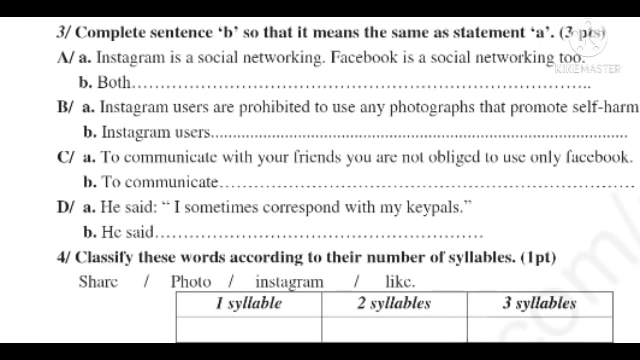 3/ Complete sentence ‘b’ so that it means the same as statement ‘a’. (3 pts)
A/ a. Instagram is a social networking. Facebook is a social networking too.
b. Both……………………………………………………………………..
B/ a. Instagram users are prohibited to use any photographs that promote self-harm
b. Instagram users....................................................................................................
C/ a. To communicate with your friends you are not obliged to use only facebook.
b. To communicate……………………………………………………………
D/ a. He said: “ I sometimes correspond with my keypals.”
b. He said…………………………………………………
4/ Classify these words according to their number of syllables. (1pt)
Share / Photo / instagram / like.
1 syllable 2 syllables 3 syllables
KINEMASTER
.com/